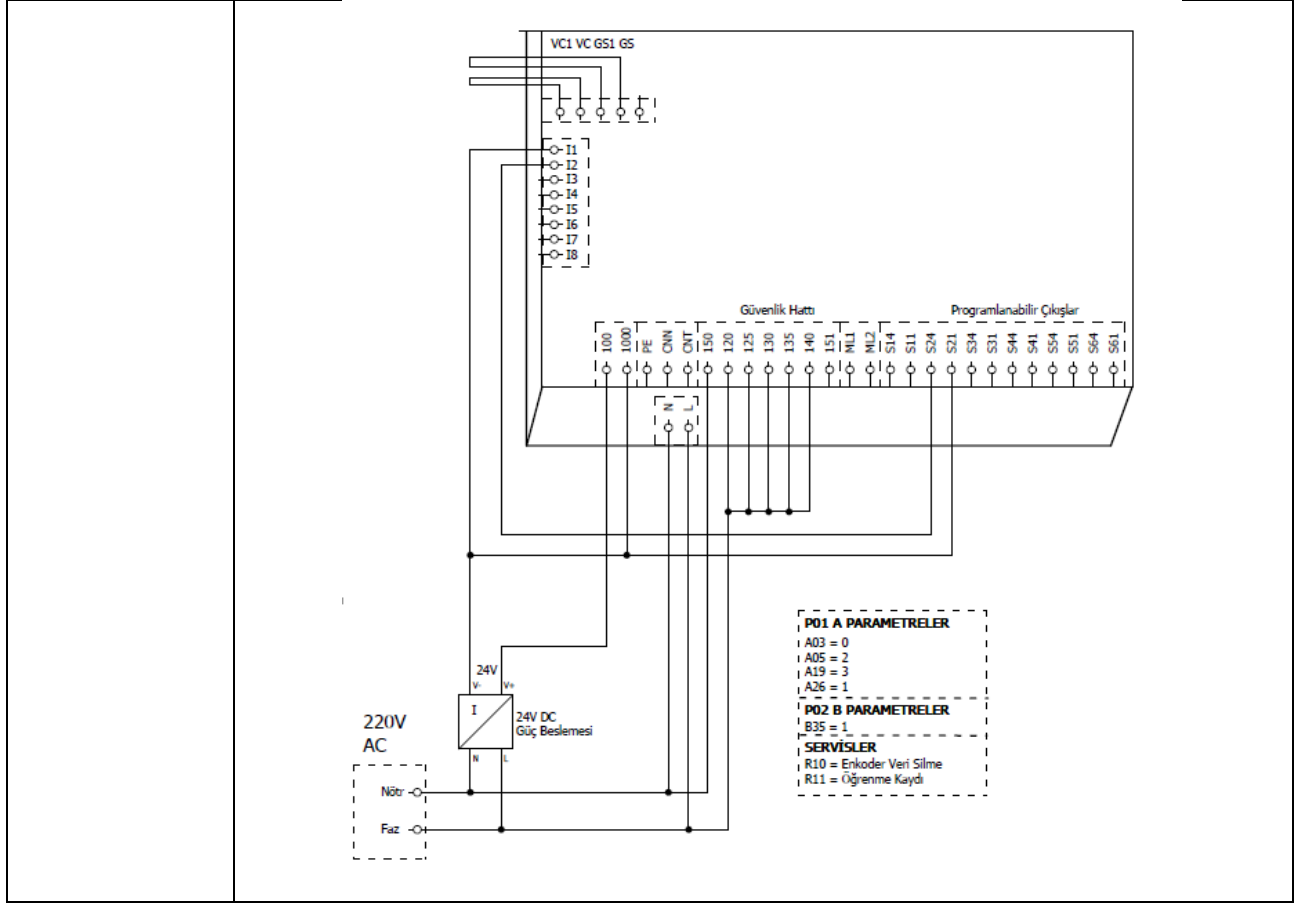 VC1 VC GS1 GS
I1
I2
I3
I4
I5
I6
I7
I8
Güvenlik Hattı
Programlanabilir Çıkışlar
100
1000
PE
CNN
CNT
150
120
125
130
135
140
151
ML1
ML2
S14
S11
S24
S21
S34
S31
S44
S41
S54
S51
S64
S61
N
L
P01 A PARAMETRELER
A03 = 0
A05 = 2
A19 = 3
A26 = 1
P02 B PARAMETRELER
B35 = 1
SERVİSLER
R10 = Enkoder Veri Silme
R11 = Öğrenme Kaydı
24V
V-
V+
I
24V DC
Güç Beslemesi
N
L
220V
AC
Nötr
Faz